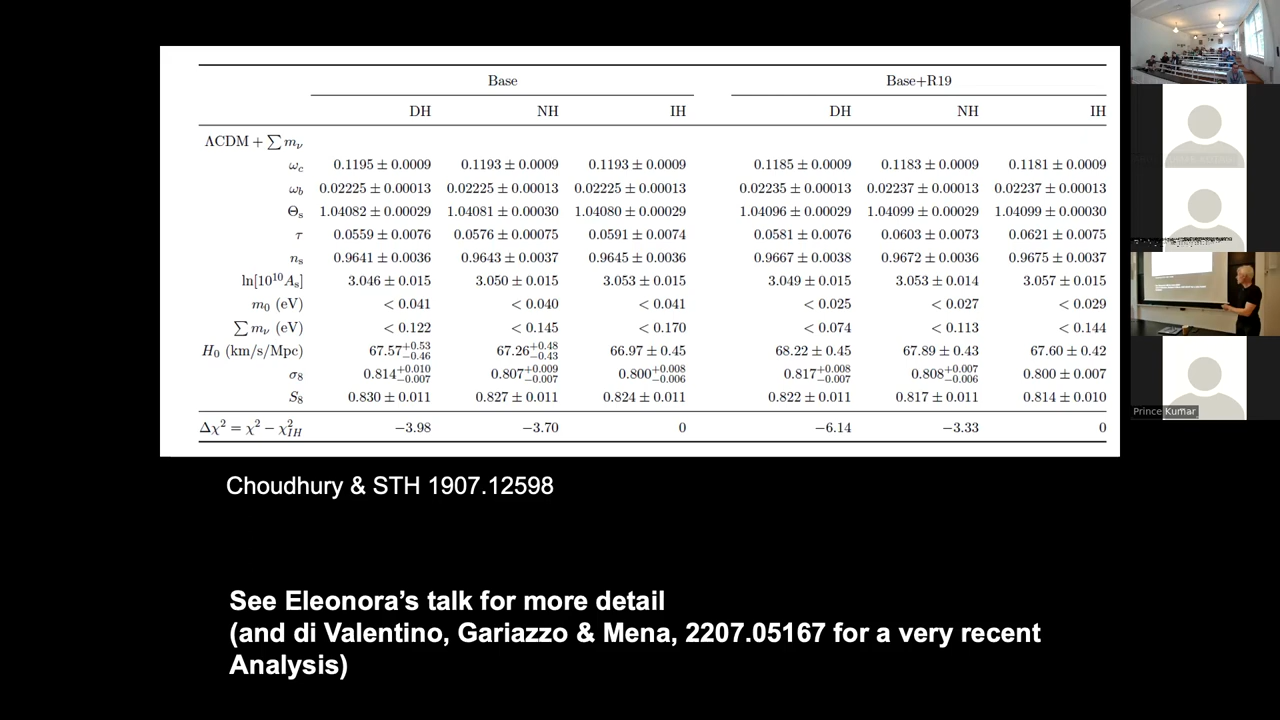 Base Base+R19
DH NH IH DH NH IH
ΛCDM + ∑ mν
ωc 0.1195 ± 0.0009 0.1193 ± 0.0009 0.1193 ± 0.0009 0.1185 ± 0.0009 0.1183 ± 0.0009 0.1181 ± 0.0009
ωb 0.02225 ± 0.00013 0.02225 ± 0.00013 0.02225 ± 0.00013 0.02235 ± 0.00013 0.02237 ± 0.00013 0.02237 ± 0.00013
Θs 1.04082 ± 0.00029 1.04081 ± 0.00030 1.04080 ± 0.00029 1.04096 ± 0.00029 1.04099 ± 0.00029 1.04099 ± 0.00030
τ 0.0559 ± 0.0076 0.0576 ± 0.00075 0.0591 ± 0.0074 0.0581 ± 0.0076 0.0603 ± 0.0073 0.0621 ± 0.0075
ns 0.9641 ± 0.0036 0.9643 ± 0.0037 0.9645 ± 0.0036 0.9667 ± 0.0038 0.9672 ± 0.0036 0.9675 ± 0.0037
ln[10^10 As] 3.046 ± 0.015 3.050 ± 0.015 3.053 ± 0.015 3.049 ± 0.015 3.053 ± 0.014 3.057 ± 0.015
m0 (eV) < 0.041 < 0.040 < 0.041 < 0.025 < 0.027 < 0.029
∑ mν (eV) < 0.122 < 0.145 < 0.170 < 0.074 < 0.113 < 0.144
H0 (km/s/Mpc) 67.57+0.53−0.46 67.26+0.48−0.43 66.97 ± 0.45 68.22 ± 0.45 67.89 ± 0.43 67.60 ± 0.42
σ8 0.814+0.010−0.007 0.807+0.009−0.007 0.800+0.008−0.006 0.817+0.008−0.007 0.808+0.007−0.006 0.800 ± 0.007
S8 0.830 ± 0.011 0.827 ± 0.011 0.824 ± 0.011 0.822 ± 0.011 0.817 ± 0.011 0.814 ± 0.010
Δχ² = χ² − χ²IH −3.98 −3.70 0 −6.14 −3.33 0
Choudhury & STH 1907.12598
See Eleonora's talk for more detail
(and di Valentino, Gariazzo & Mena, 2207.05167 for a very recent
Analysis)
Prince Kumar